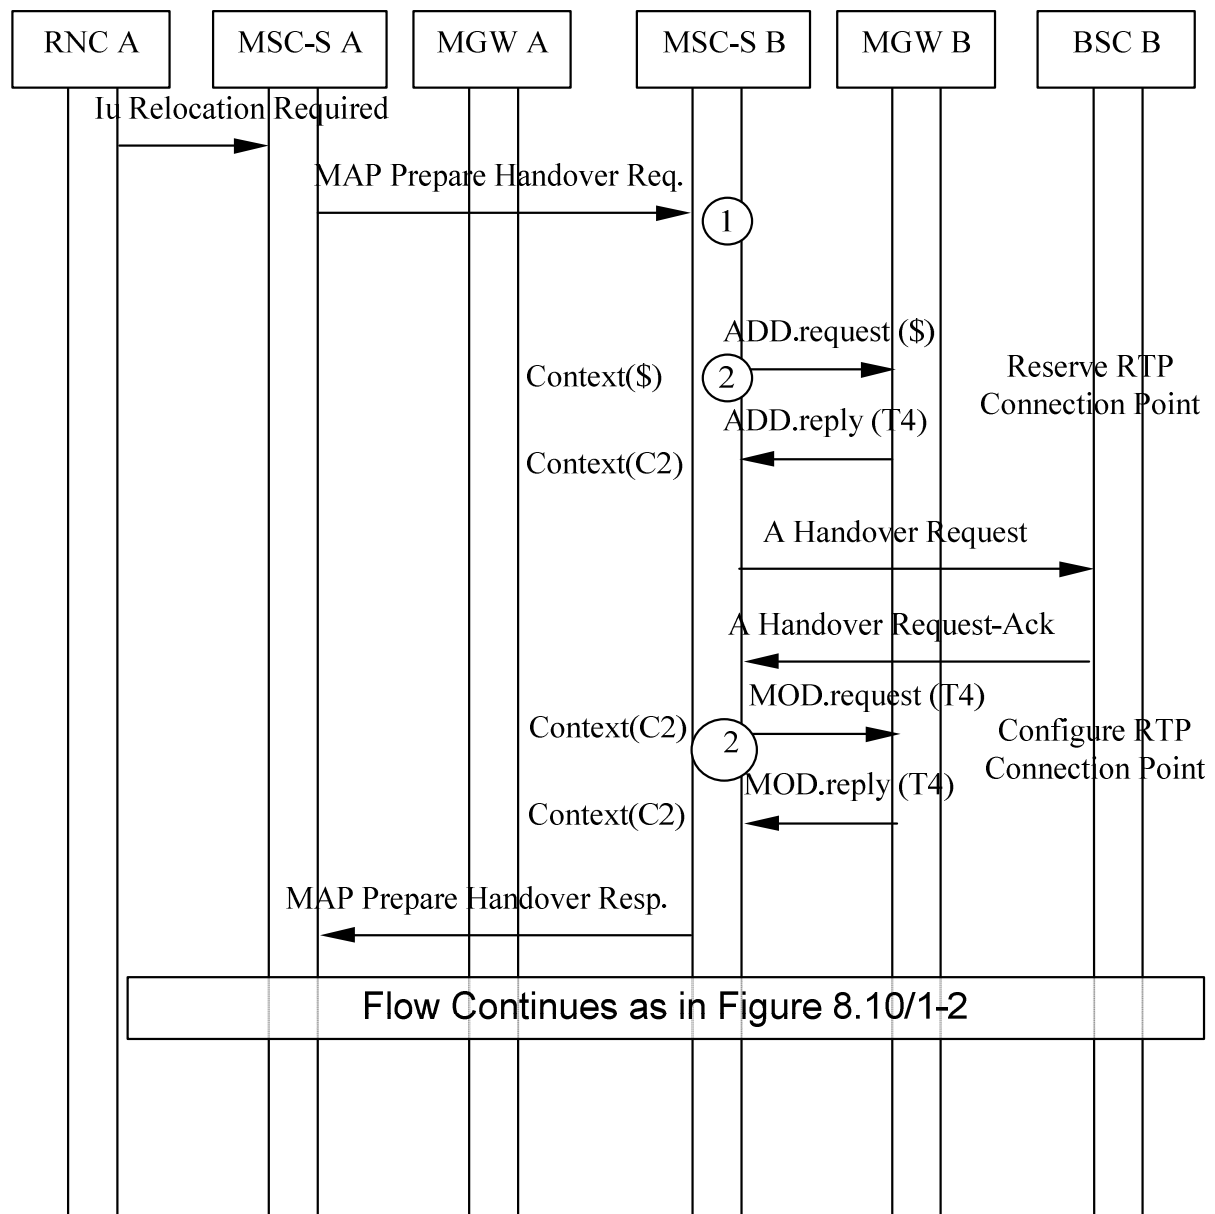 RNC A
MSC-S A
MGW A
MSC-S B
MGW B
BSC B
Iu Relocation Required
MAP Prepare Handover Req.
1
ADD.request ($)
Context($)
2
Reserve RTP
Connection Point
ADD.reply (T4)
Context(C2)
A Handover Request
A Handover Request-Ack
MOD.request (T4)
Context(C2)
2
Configure RTP
Connection Point
MOD.reply (T4)
Context(C2)
MAP Prepare Handover Resp.
Flow Continues as in Figure 8.10/1-2